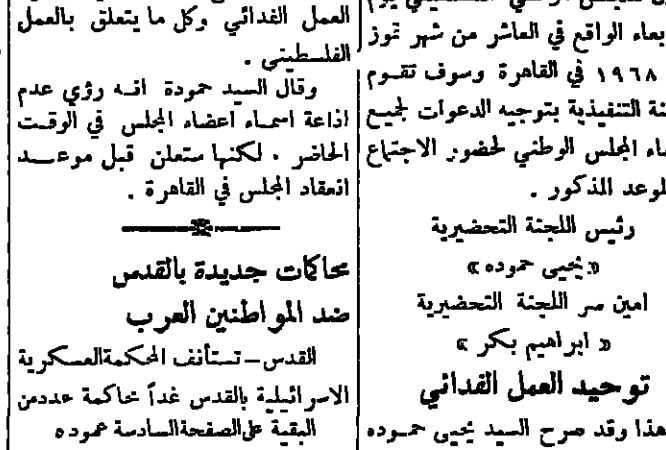 بعاء الواقع في العاشر من شهر تموز
١٩٦٨ في القاهرة وسوف تقوم
نة التنفيذية بتوجيه الدعوات لجميع
اء المجلس الوطني لحضور الاجتماع
لموعد المذكور .
رئيس اللجنة التحضيرية
« يحيى حموده »
امين سر اللجنة التحضيرية
« ابراهيم بكر »
توحيد العمل الفدائي
هذا وقد صرح السيد يحيى حموده
العمل الفدائي وكل ما يتعلق بالعمل
الفلسطيني .
وقال السيد حمودة انه رؤي عدم
اذاعة اسماء اعضاء المجلس في الوقت
الحاضر . لكنها ستعلن قبل موعد
انعقاد المجلس في القاهرة .
محاكمات جديدة بالقدس
ضد المواطنين العرب
القدس – تستأنف المحكمة العسكرية
الاسرائيلية بالقدس غداً محاكمة عدد من
البقية على الصفحة السادسة عموده